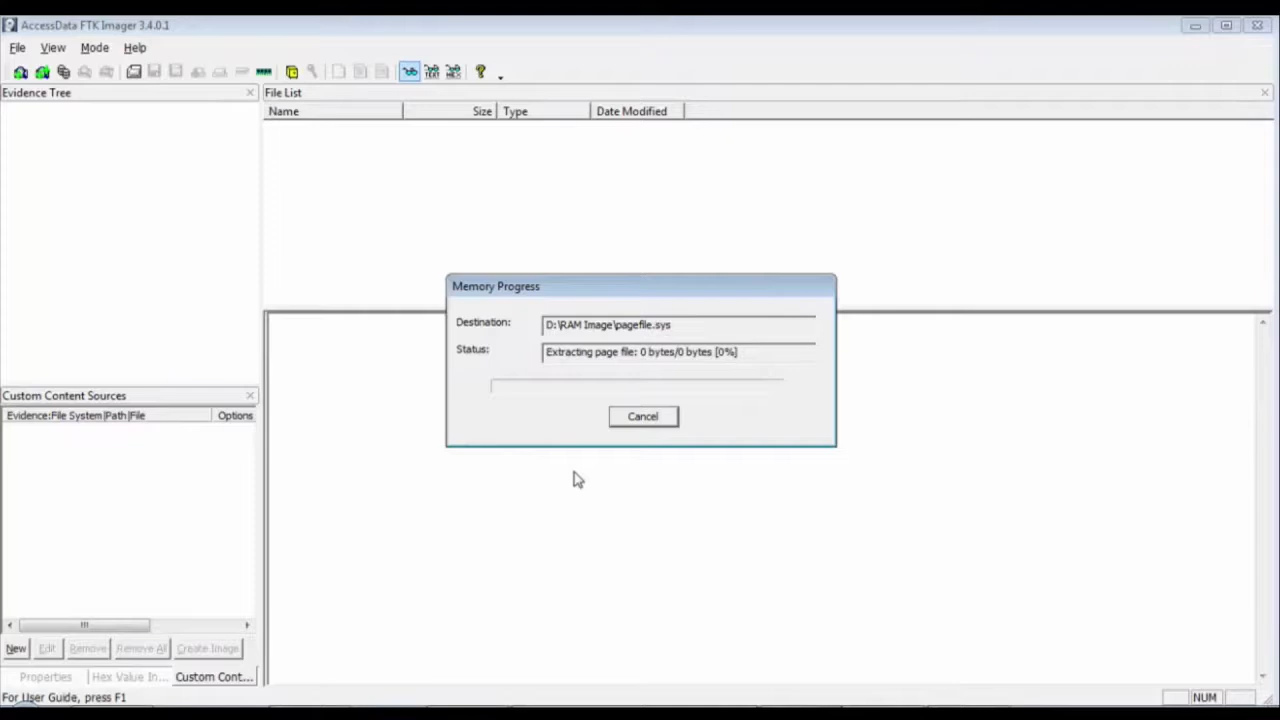 AccessData FTK Imager 3.4.0.1
File View Mode Help
Evidence Tree
File List
Name Size Type Date Modified
Memory Progress
Destination: D:\RAM Image\pagefile.sys
Status: Extracting page file: 0 bytes/0 bytes [0%]
Cancel
Custom Content Sources
Evidence:File System|Path|File Options
New Edit Remove Remove All Create Image
Properties Hex Value In... Custom Cont...
For User Guide, press F1
NUM